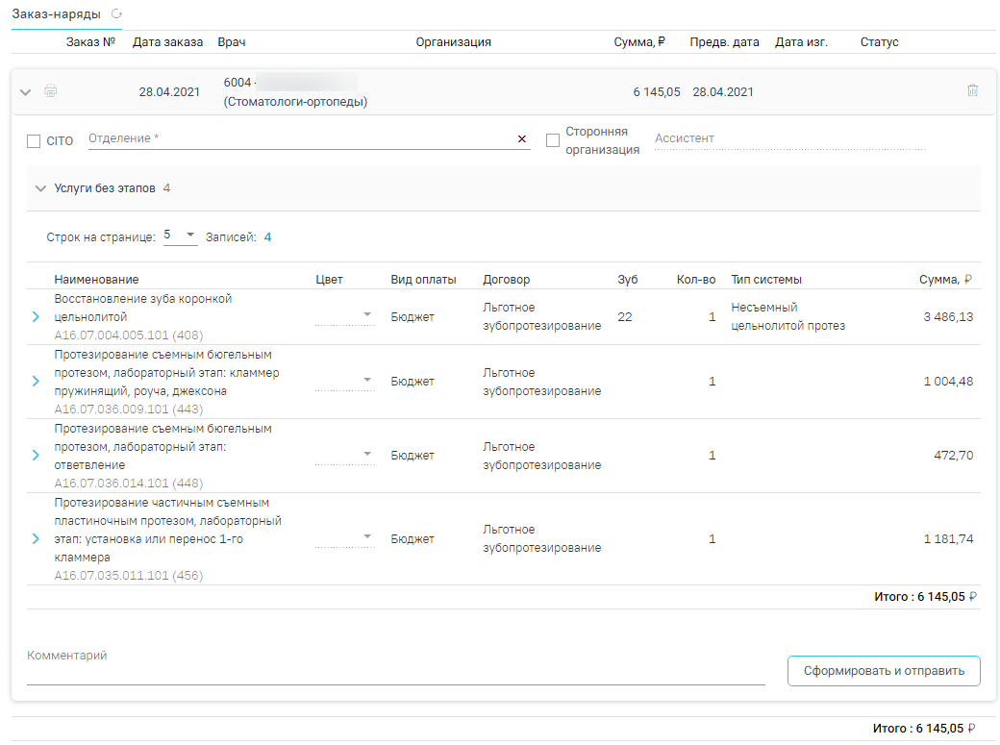 Заказ-наряды
Заказ № Дата заказа Врач Организация Сумма, ₽ Предв. дата Дата изг. Статус
28.04.2021 6004 - 6 145,05 28.04.2021
(Стоматологи-ортопеды)
CITO Отделение * Сторонняя организация Ассистент
Услуги без этапов 4
Строк на странице: 5 Записей: 4
Наименование Цвет Вид оплаты Договор Зуб Кол-во Тип системы Сумма, ₽
Восстановление зуба коронкой
цельнолитой
A16.07.004.005.101 (408)
Бюджет
Льготное
зубопротезирование
22
1
Несъемный
цельнолитой протез
3 486,13
Протезирование съемным бюгельным
протезом, лабораторный этап: кламмер
пружинящий, роуча, джексона
A16.07.036.009.101 (443)
Бюджет
Льготное
зубопротезирование
1
1 004,48
Протезирование съемным бюгельным
протезом, лабораторный этап:
ответвление
A16.07.036.014.101 (448)
Бюджет
Льготное
зубопротезирование
1
472,70
Протезирование частичным съемным
пластиночным протезом, лабораторный
этап: установка или перенос 1-го
кламмера
A16.07.035.011.101 (456)
Бюджет
Льготное
зубопротезирование
1
1 181,74
Итого : 6 145,05 ₽
Комментарий
Сформировать и отправить
Итого : 6 145,05 ₽